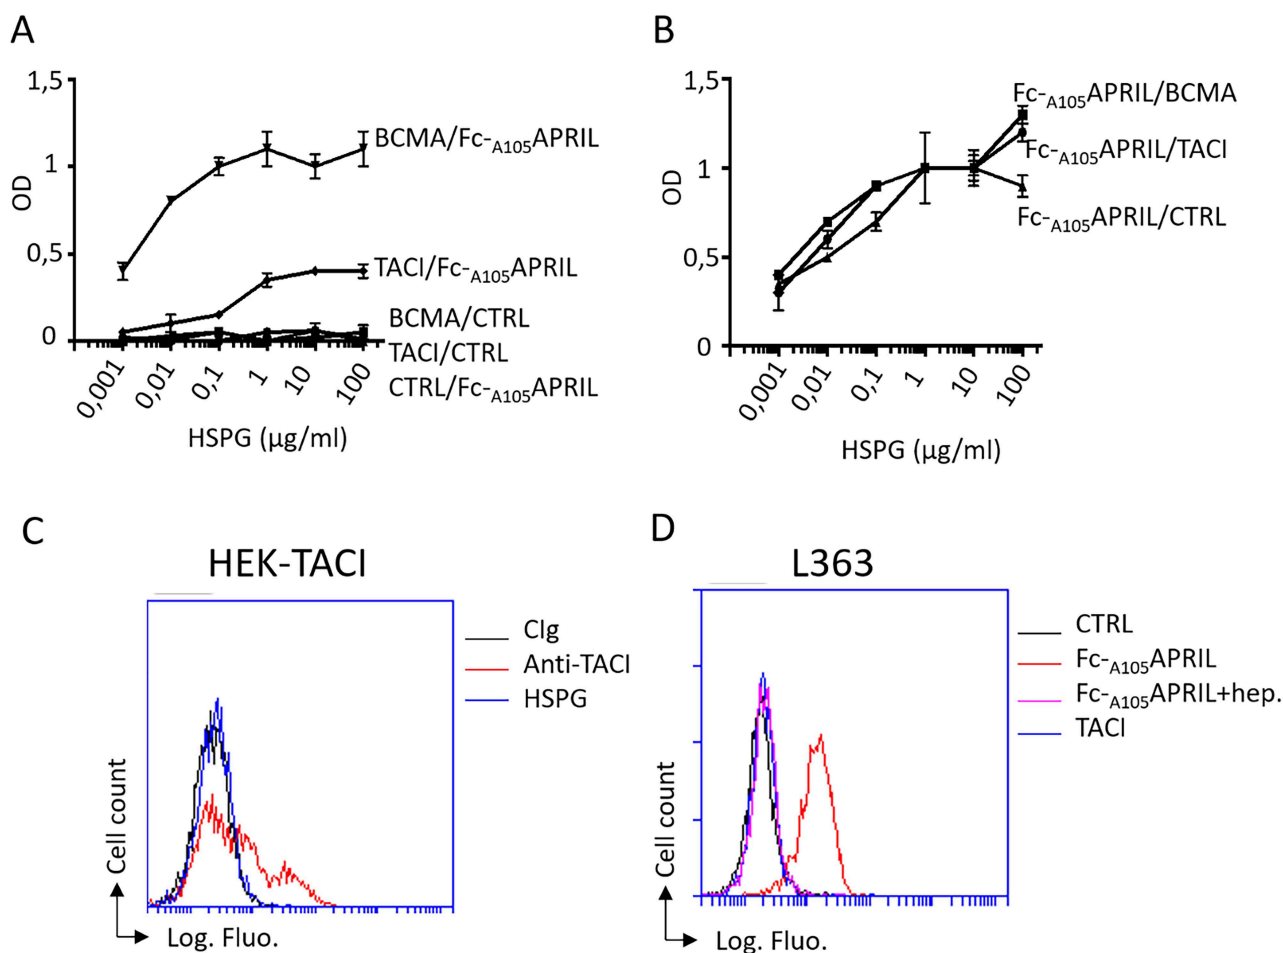 A
1,5
1
0,5
0
OD
BCMA/Fc-A105APRIL
TACI/Fc-A105APRIL
BCMA/CTRL
TACI/CTRL
CTRL/Fc-A105APRIL
0,001
0,01
0,1
1
10
100
HSPG (µg/ml)
B
1,5
1
0,5
0
OD
Fc-A105APRIL/BCMA
Fc-A105APRIL/TACI
Fc-A105APRIL/CTRL
0,001
0,01
0,1
1
10
100
HSPG (µg/ml)
C
HEK-TACI
CIg
Anti-TACI
HSPG
Cell count
Log. Fluo.
D
L363
CTRL
Fc-A105APRIL
Fc-A105APRIL+hep.
TACI
Cell count
Log. Fluo.